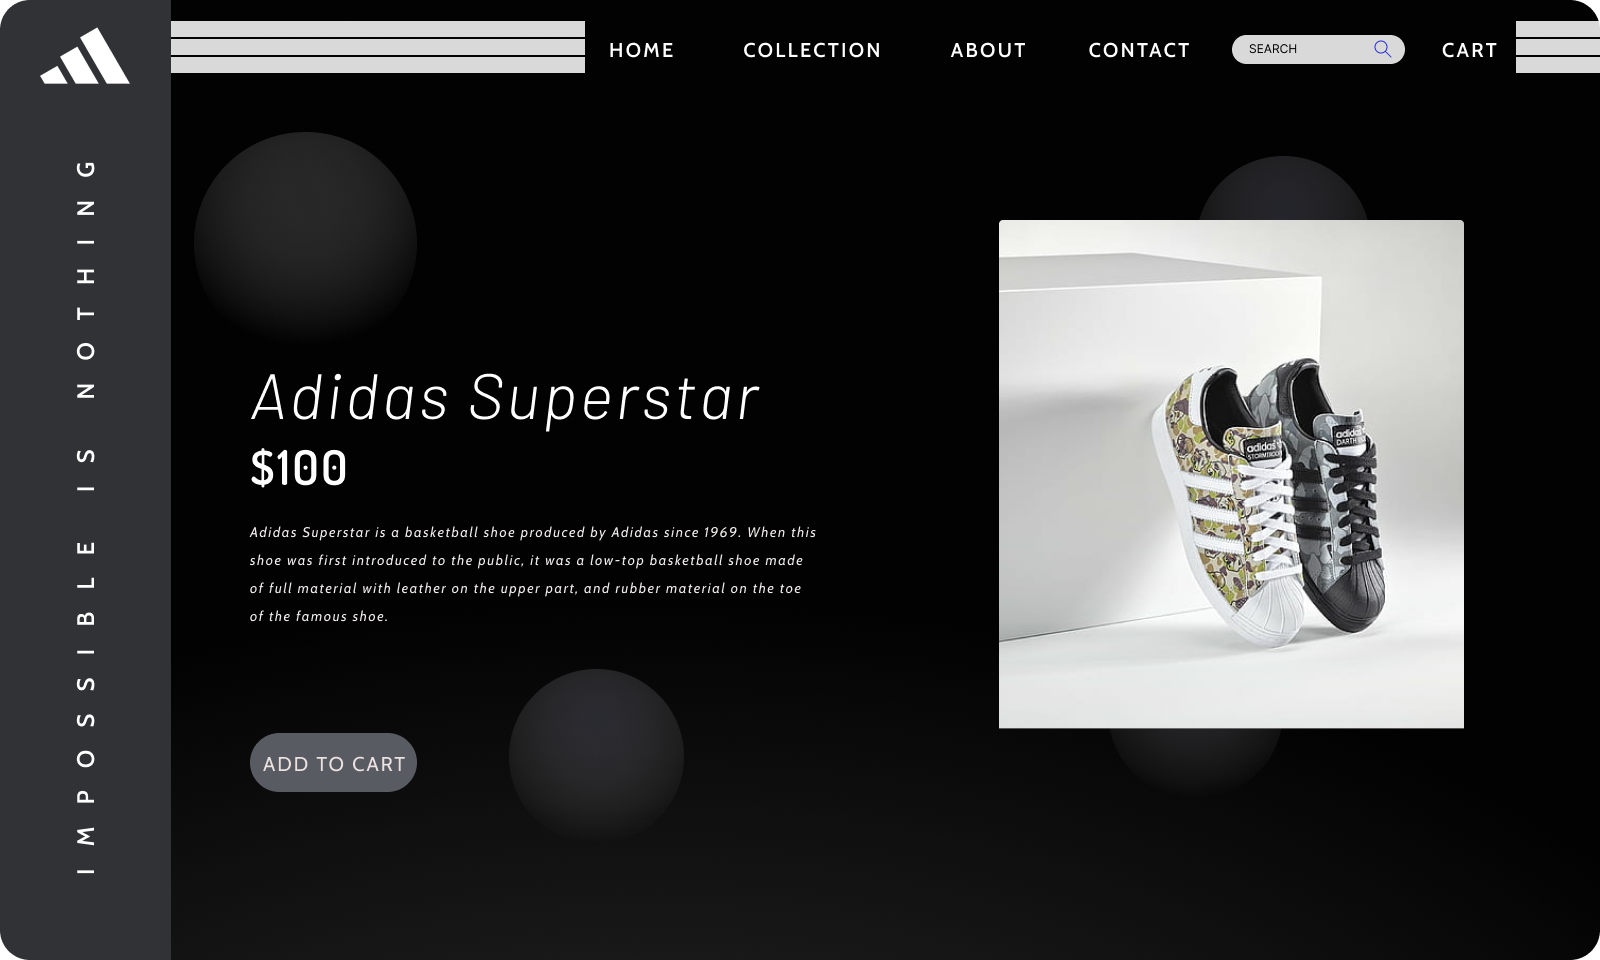 HOME
COLLECTION
ABOUT
CONTACT
SEARCH
CART
IMPOSSIBLE IS NOTHING
Adidas Superstar
$100
Adidas Superstar is a basketball shoe produced by Adidas since 1969. When this
shoe was first introduced to the public, it was a low-top basketball shoe made
of full material with leather on the upper part, and rubber material on the toe
of the famous shoe.
ADD TO CART
adidas
adidas
DARTH